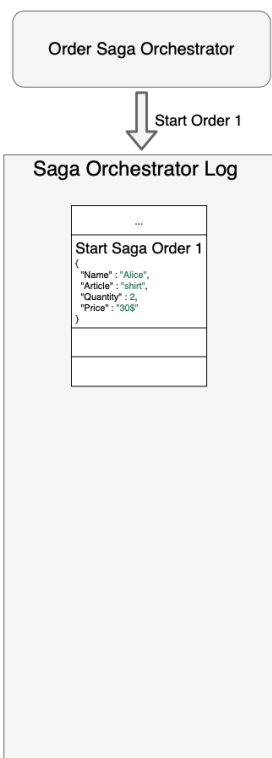 Order Saga Orchestrator
Start Order 1
Saga Orchestrator Log
...
Start Saga Order 1
{
"Name" : "Alice",
"Article" : "shirt",
"Quantity" : 2,
"Price" : "30$"
}